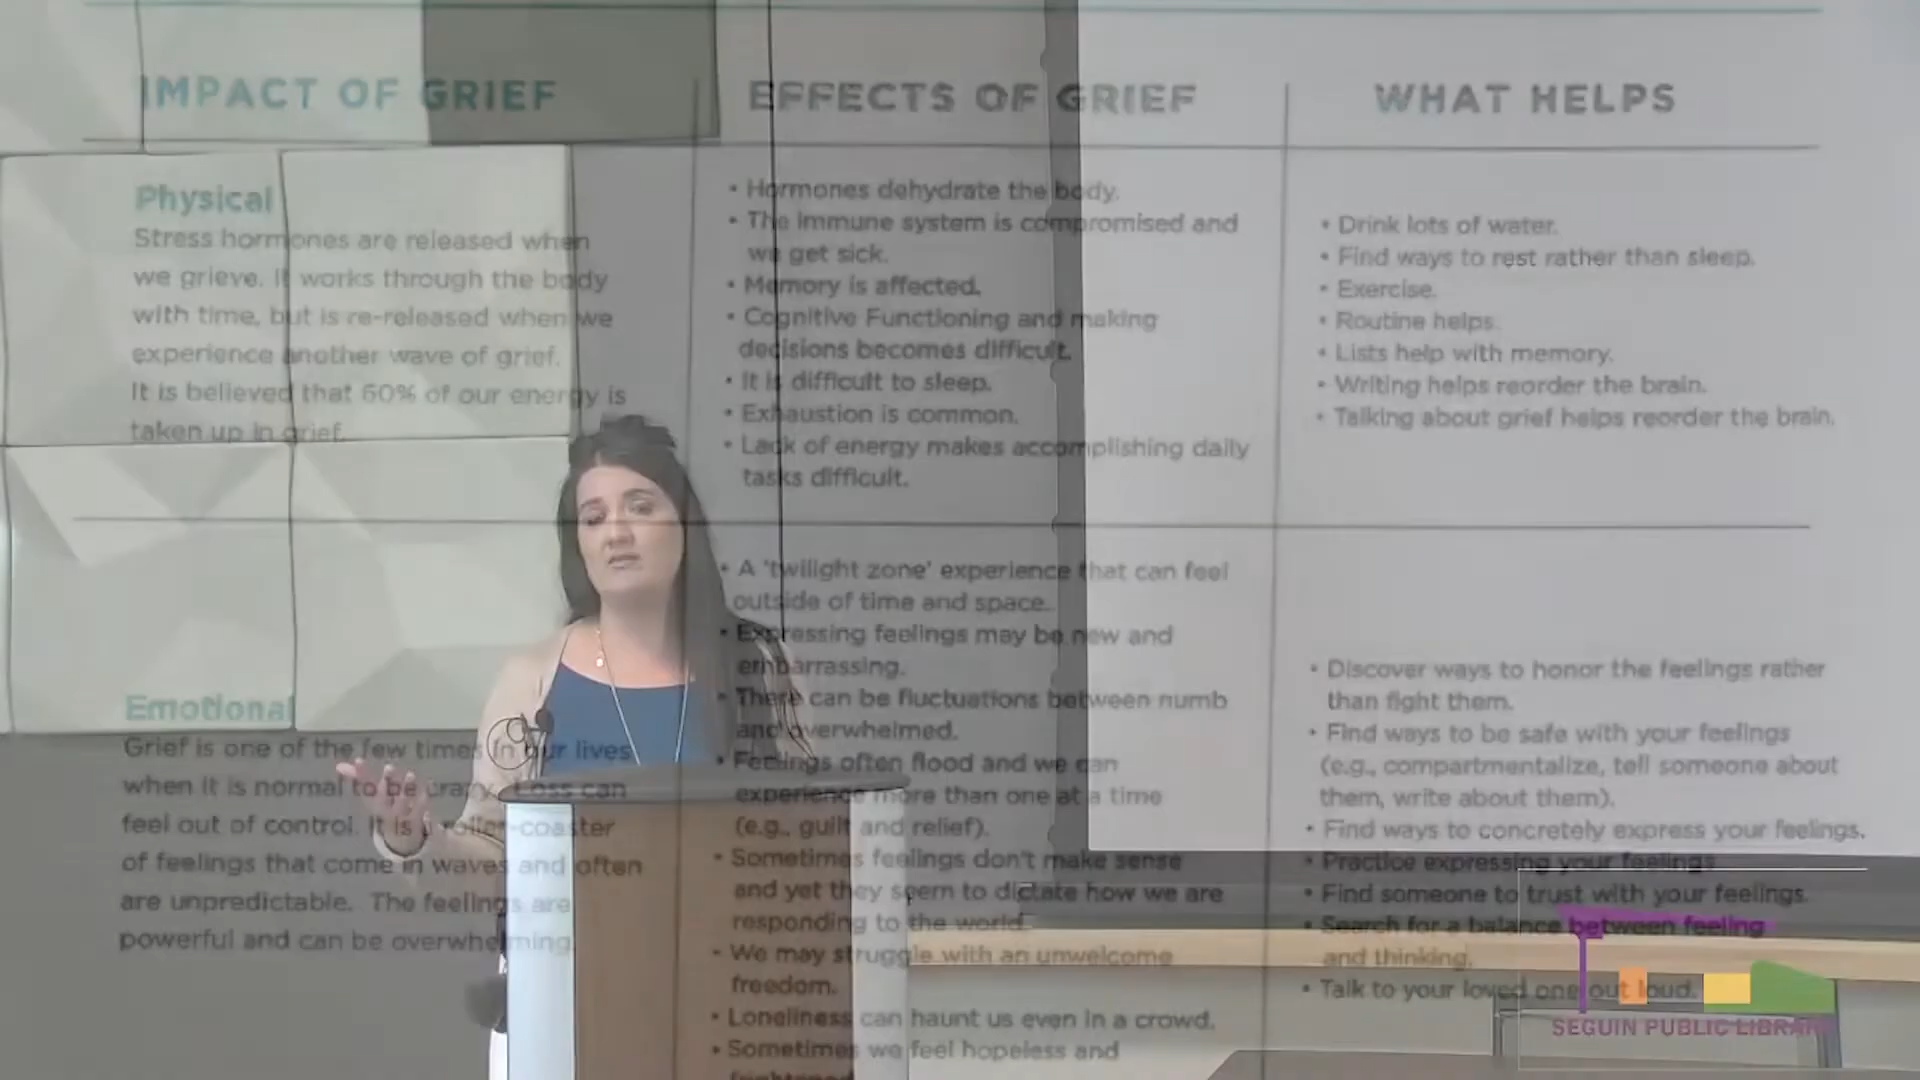 IMPACT OF GRIEF
EFFECTS OF GRIEF
WHAT HELPS
Physical
Stress hormones are released when
we grieve. It works through the body
with time, but is re-released when we
experience another wave of grief.
It is believed that 60% of our energy is
taken up in grief.
• Hormones dehydrate the body.
• The immune system is compromised and
we get sick.
• Memory is affected.
• Cognitive Functioning and making
decisions becomes difficult.
• It is difficult to sleep.
• Exhaustion is common.
• Lack of energy makes accomplishing daily
tasks difficult.
• Drink lots of water.
• Find ways to rest rather than sleep.
• Exercise.
• Routine helps.
• Lists help with memory.
• Writing helps reorder the brain.
• Talking about grief helps reorder the brain.
Emotional
Grief is one of the few times in our lives
when it is normal to be crazy. Loss can
feel out of control. It is a roller-coaster
of feelings that come in waves and often
are unpredictable. The feelings are
powerful and can be overwhelming.
• A 'twilight zone' experience that can feel
outside of time and space.
• Expressing feelings may be new and
embarrassing.
• There can be fluctuations between numb
and overwhelmed.
• Feelings often flood and we can
experience more than one at a time
(e.g., guilt and relief).
• Sometimes feelings don't make sense
and yet they seem to dictate how we are
responding to the world.
• We may struggle with an unwelcome
freedom.
• Loneliness can haunt us even in a crowd.
• Sometimes we feel hopeless and
frightened
• Discover ways to honor the feelings rather
than fight them.
• Find ways to be safe with your feelings
(e.g., compartmentalize, tell someone about
them, write about them).
• Find ways to concretely express your feelings.
• Practice expressing your feelings
• Find someone to trust with your feelings.
• Search for a balance between feeling
and thinking.
• Talk to your loved one out loud.
SEGUIN PUBLIC LIBRARY